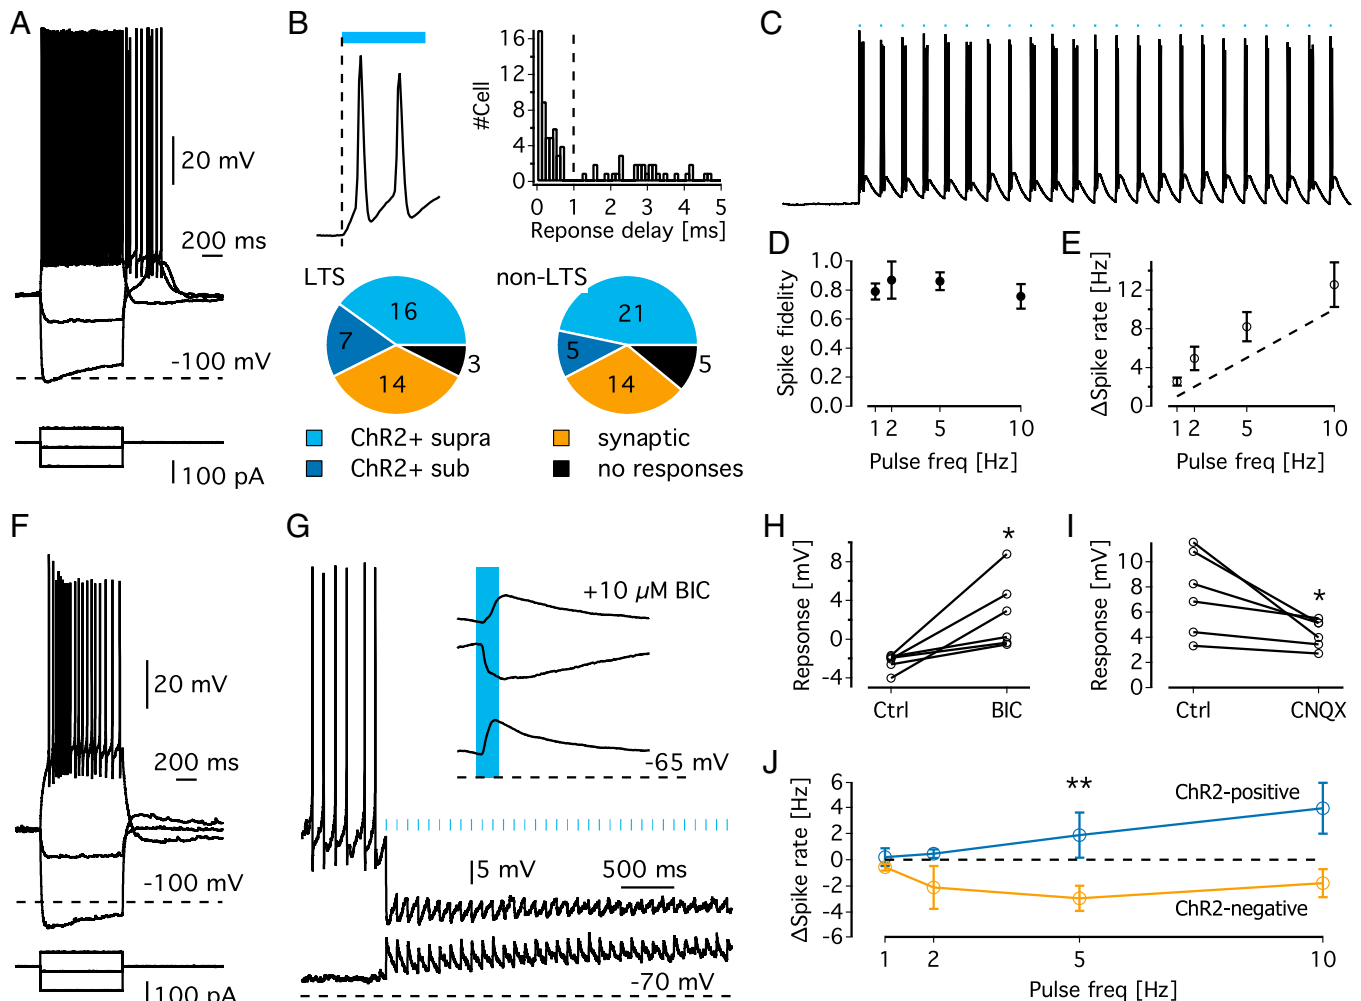 A
20 mV
200 ms
-100 mV
100 pA
B
#Cell
16
12
8
4
0
0 1 2 3 4 5
Reponse delay [ms]
LTS
16
7
14
3
non-LTS
21
5
14
5
ChR2+ supra
ChR2+ sub
synaptic
no responses
C
D
Spike fidelity
1.0
0.8
0.6
0.4
0.2
0.0
1 2 5 10
Pulse freq [Hz]
E
ΔSpike rate [Hz]
12
8
4
0
1 2 5 10
Pulse freq [Hz]
F
20 mV
200 ms
-100 mV
100 pA
G
+10 µM BIC
-65 mV
5 mV
500 ms
-70 mV
H
Repsonse [mV]
8
4
0
-4
*
Ctrl
BIC
I
Response [mV]
10
8
6
4
2
0
*
Ctrl
CNQX
J
ΔSpike rate [Hz]
6
4
2
0
-2
-4
-6
**
ChR2-positive
ChR2-negative
1 2 5 10
Pulse freq [Hz]